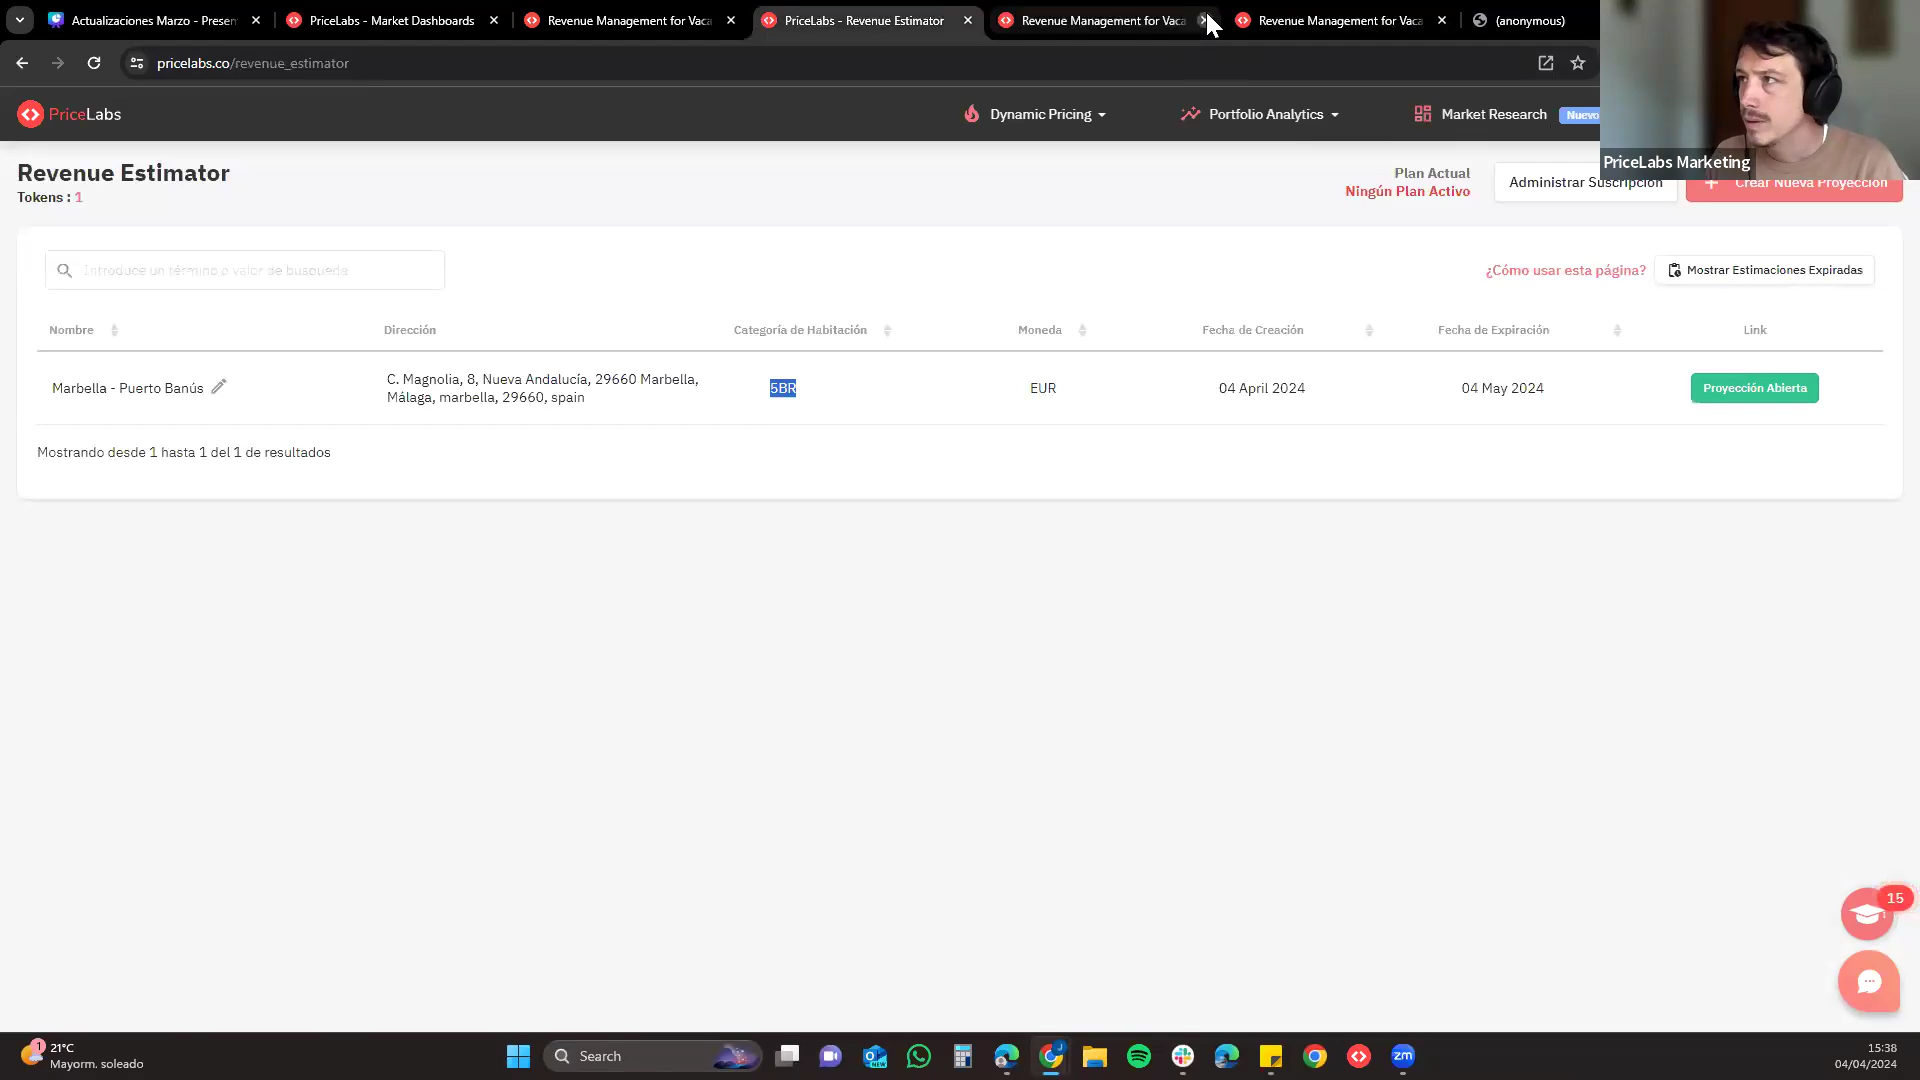 Actualizaciones Marzo - Presen
PriceLabs - Market Dashboards
Revenue Management for Vaca
PriceLabs - Revenue Estimator
Revenue Management for Vaca
Revenue Management for Vaca
(anonymous)
pricelabs.co/revenue_estimator
PriceLabs
Dynamic Pricing
Portfolio Analytics
Market Research
Nuevo
PriceLabs Marketing
Revenue Estimator
Tokens : 1
Plan Actual
Ningún Plan Activo
Administrar Suscripción
+ Crear Nueva Proyección
Introduce un término o valor de busqueda
¿Cómo usar esta página?
Mostrar Estimaciones Expiradas
Nombre
Dirección
Categoría de Habitación
Moneda
Fecha de Creación
Fecha de Expiración
Link
Marbella - Puerto Banús
C. Magnolia, 8, Nueva Andalucía, 29660 Marbella,
Málaga, marbella, 29660, spain
5BR
EUR
04 April 2024
04 May 2024
Proyección Abierta
Mostrando desde 1 hasta 1 del 1 de resultados
15
1
21°C
Mayorm. soleado
Search
NEW
J
zm
15:38
04/04/2024